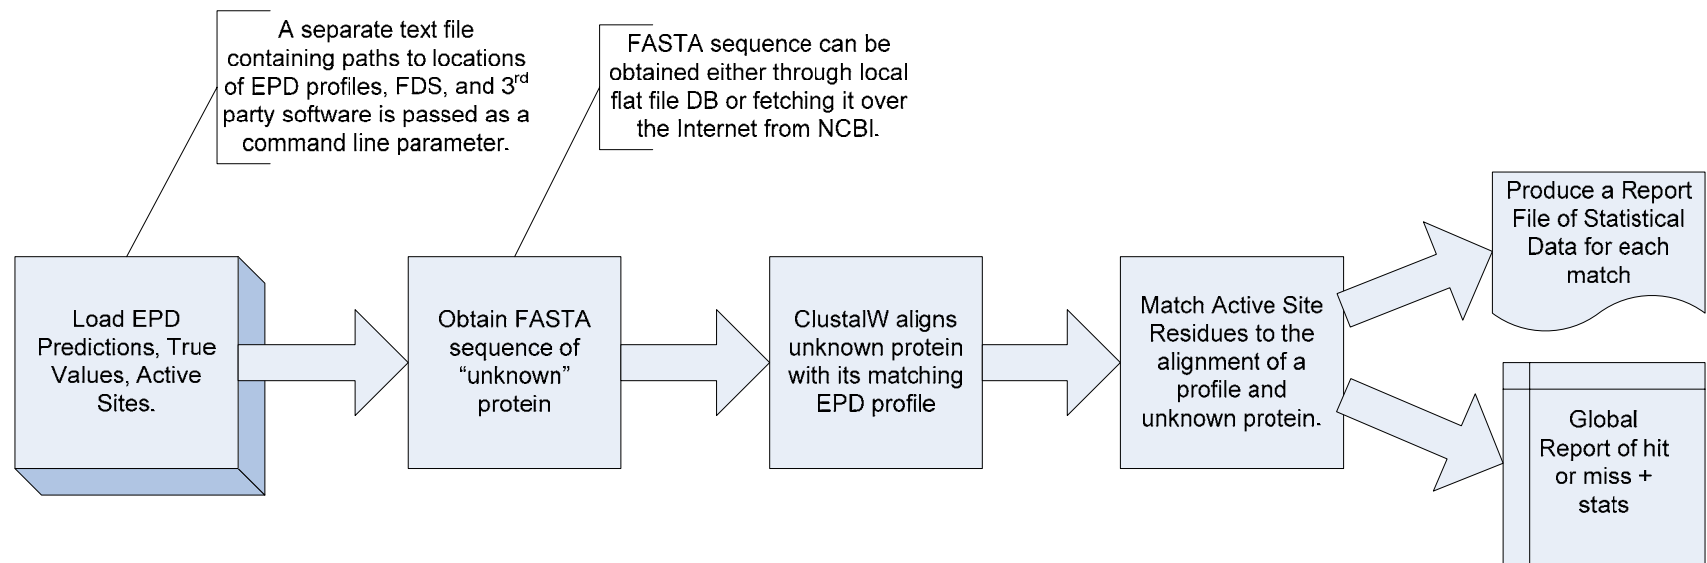 A separate text file
containing paths to locations
of EPD profiles, FDS, and 3rd
party software is passed as a
command line parameter.
FASTA sequence can be
obtained either through local
flat file DB or fetching it over
the Internet from NCBI.
Load EPD
Predictions, True
Values, Active
Sites.
Obtain FASTA
sequence of
“unknown”
protein
ClustalW aligns
unknown protein
with its matching
EPD profile
Match Active Site
Residues to the
alignment of a
profile and
unknown protein.
Produce a Report
File of Statistical
Data for each
match
Global
Report of hit
or miss +
stats